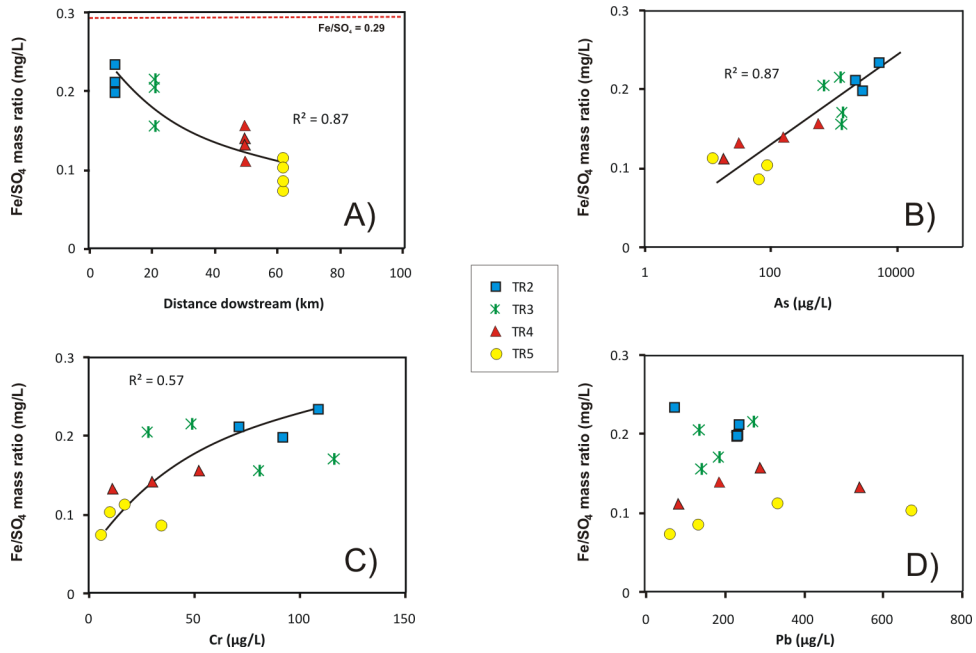 Fe/SO₄ mass ratio (mg/L)
0.3
0.2
0.1
0
Fe/SO₄ = 0.29
R² = 0.87
A)
0 20 40 60 80 100
Distance dowstream (km)
Fe/SO₄ mass ratio (mg/L)
0.3
0.2
0.1
0
R² = 0.87
B)
1 100 10000
As (µg/L)
TR2
TR3
TR4
TR5
Fe/SO₄ mass ratio (mg/L)
0.3
0.2
0.1
0
R² = 0.57
C)
0 50 100 150
Cr (µg/L)
Fe/SO₄ mass ratio (mg/L)
0.3
0.2
0.1
0
D)
0 200 400 600 800
Pb (µg/L)